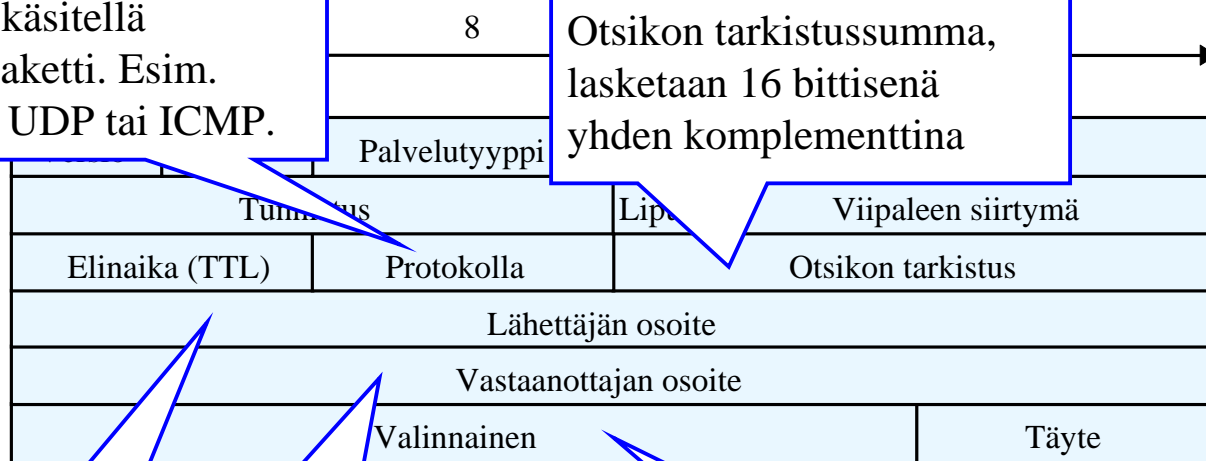 käsitellä
aketti. Esim.
UDP tai ICMP.
8
Otsikon tarkistussumma,
lasketaan 16 bittisenä
yhden komplementtina
Palvelutyyppi
Viipaleen siirtymä
Elinaika (TTL) Protokolla Otsikon tarkistus
Lähettäjän osoite
Vastaanottajan osoite
Valinnainen Täyte